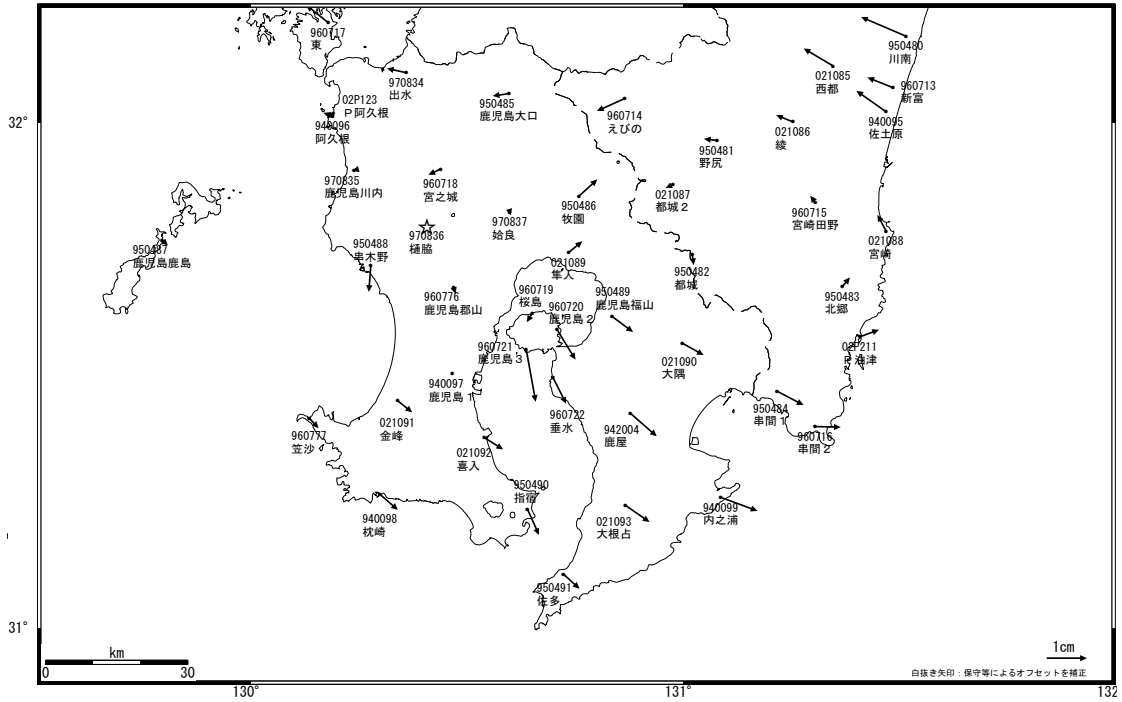 960717
東
950480
川南
970834
出水
021085
西都
960713
新富
02P123
P阿久根
950485
鹿児島大口
960714
えびの
940095
佐土原
32°
940096
阿久根
021086
綾
950481
野尻
970835
鹿児島川内
960718
宮之城
021087
都城2
950486
牧園
960715
宮崎田野
970837
姶良
970836
樋脇
950487
鹿児島鹿島
950488
串木野
021088
宮崎
021089
隼人
950482
都城
960776
鹿児島郡山
960719
桜島
950489
鹿児島福山
950483
北郷
960720
鹿児島2
960721
鹿児島3
02P211
P油津
021090
大隅
940097
鹿児島1
950484
串間1
960722
垂水
021091
金峰
942004
鹿屋
960777
笠沙
960716
串間2
021092
喜入
950490
指宿
940098
枕崎
021093
大根占
940099
内之浦
950491
佐多
31°
km
0
30
1cm
白抜き矢印:保守等によるオフセットを補正
130°
131°
132